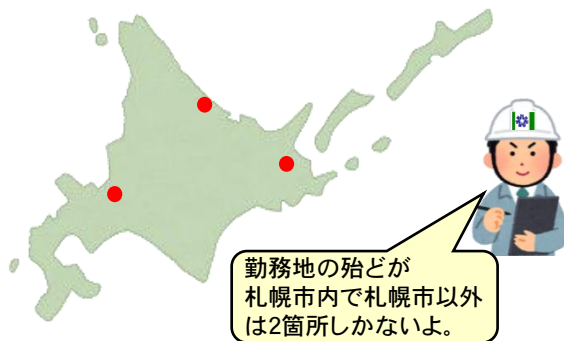 勤務地の殆どが
札幌市内で札幌市以外
は2箇所しかないよ。